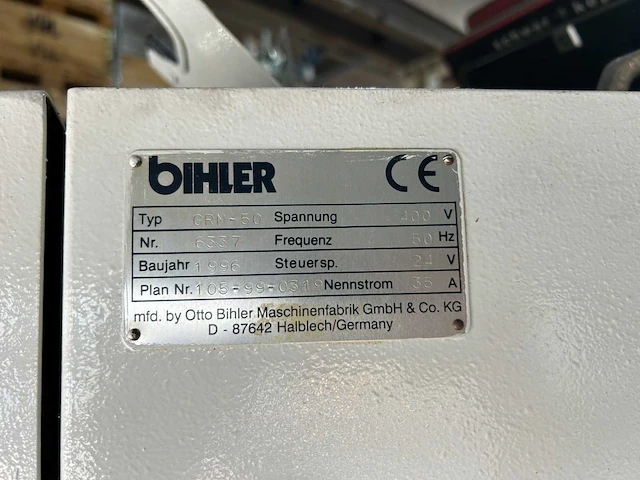 BIHLER CE
Typ GRM-50 Spannung 400 V
Nr. 6337 Frequenz 50 Hz
Baujahr 1996 Steuersp. 24 V
Plan Nr. 105-99-0319 Nennstrom 35 A
mfd. by Otto Bihler Maschinenfabrik GmbH & Co. KG
D - 87642 Halblech/Germany